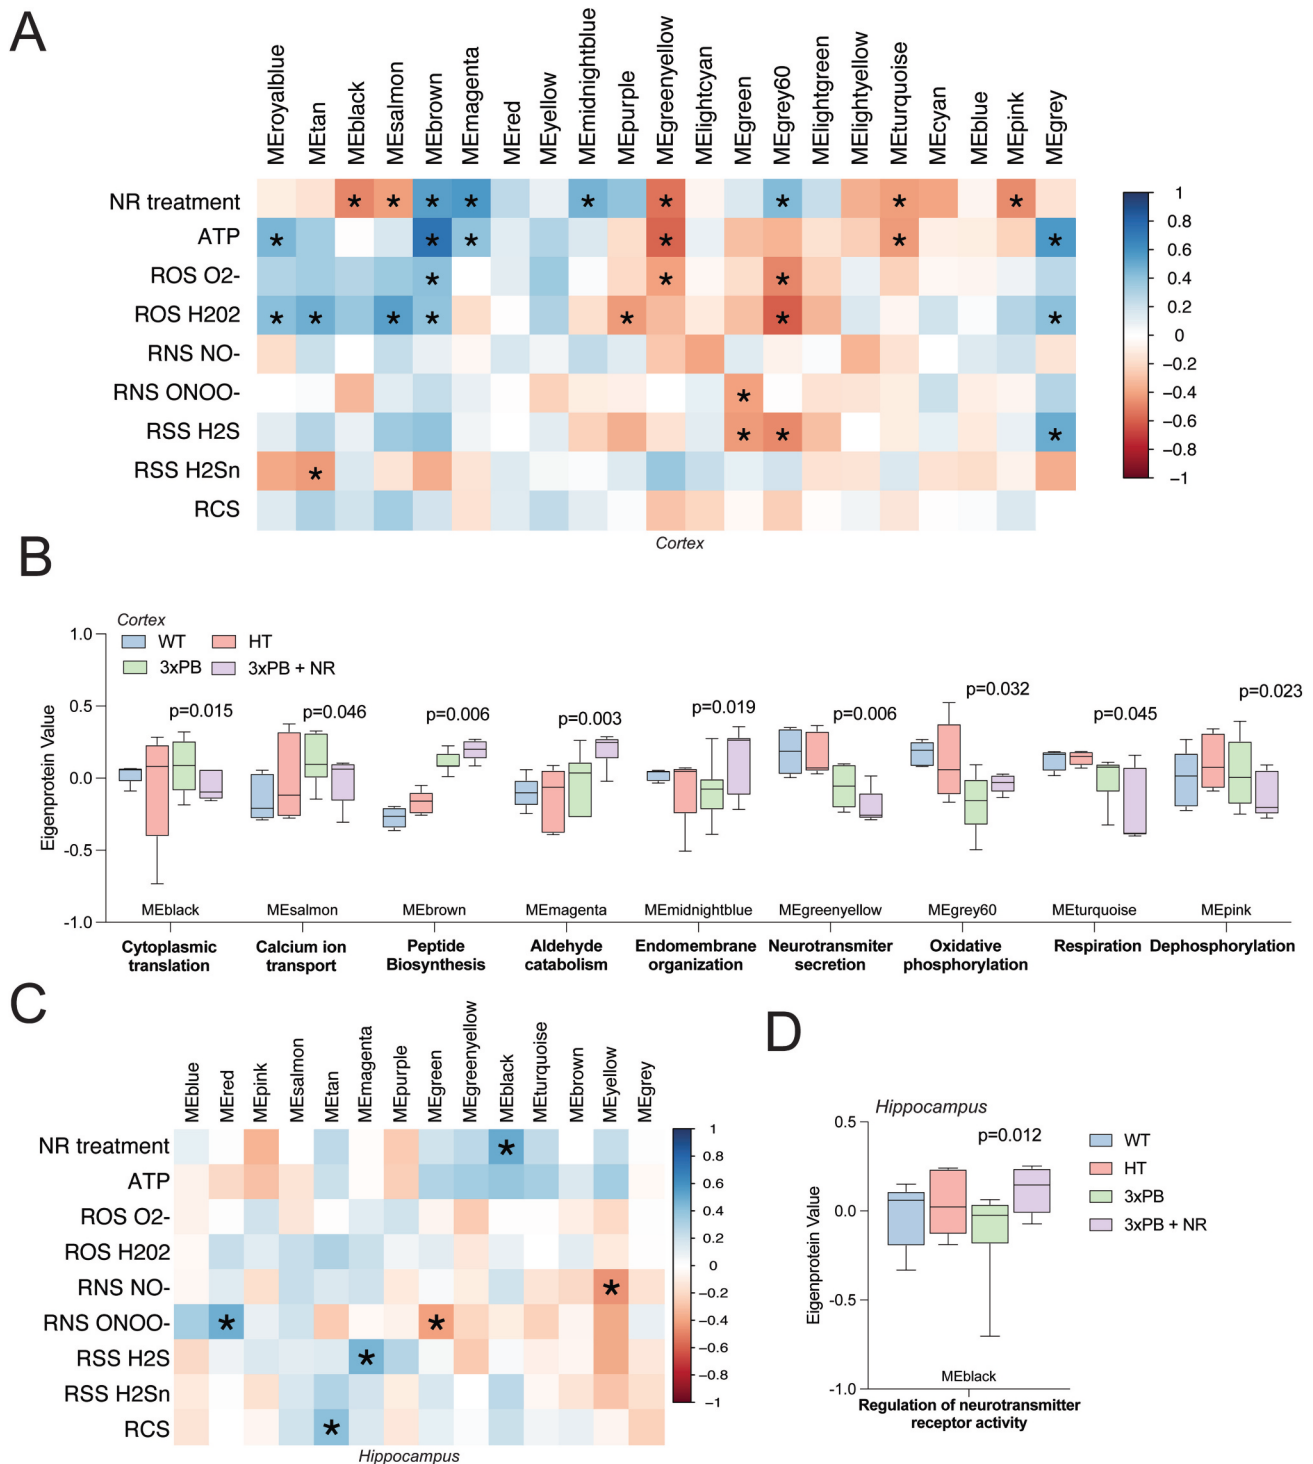 A
MEroyalblue
MEtan
MEblack
MEsalmon
MEbrown
MEmagenta
MEred
MEyellow
MEmidnightblue
MEpurple
MEgreenyellow
MElightcyan
MEgreen
MEgrey60
MElightgreen
MElightyellow
MEturquoise
MEcyan
MEblue
MEpink
MEgrey
NR treatment * * * * * * * * *
ATP * * * * * *
ROS O2- * * *
ROS H202 * * * * * * *
RNS NO-
RNS ONOO- *
RSS H2S * * *
RSS H2Sn *
RCS
1
0.8
0.6
0.4
0.2
0
−0.2
−0.4
−0.6
−0.8
−1
Cortex
B
Cortex
WT HT
3xPB 3xPB + NR
Eigenprotein Value
1.0
0.5
0.0
-0.5
-1.0
p=0.015
p=0.046
p=0.006
p=0.003
p=0.019
p=0.006
p=0.032
p=0.045
p=0.023
MEblack MEsalmon MEbrown MEmagenta MEmidnightblue MEgreenyellow MEgrey60 MEturquoise MEpink
Cytoplasmic
translation
Calcium ion
transport
Peptide
Biosynthesis
Aldehyde
catabolism
Endomembrane
organization
Neurotransmiter
secretion
Oxidative
phosphorylation
Respiration
Dephosphorylation
C
MEblue
MEred
MEpink
MEsalmon
MEtan
MEmagenta
MEpurple
MEgreen
MEgreenyellow
MEblack
MEturquoise
MEbrown
MEyellow
MEgrey
NR treatment *
ATP
ROS O2-
ROS H202
RNS NO- *
RNS ONOO- * *
RSS H2S *
RSS H2Sn
RCS *
1
0.8
0.6
0.4
0.2
0
−0.2
−0.4
−0.6
−0.8
−1
Hippocampus
D
Hippocampus
p=0.012
Eigenprotein Value
0.5
0.0
-0.5
-1.0
WT
HT
3xPB
3xPB + NR
MEblack
Regulation of neurotransmitter
receptor activity